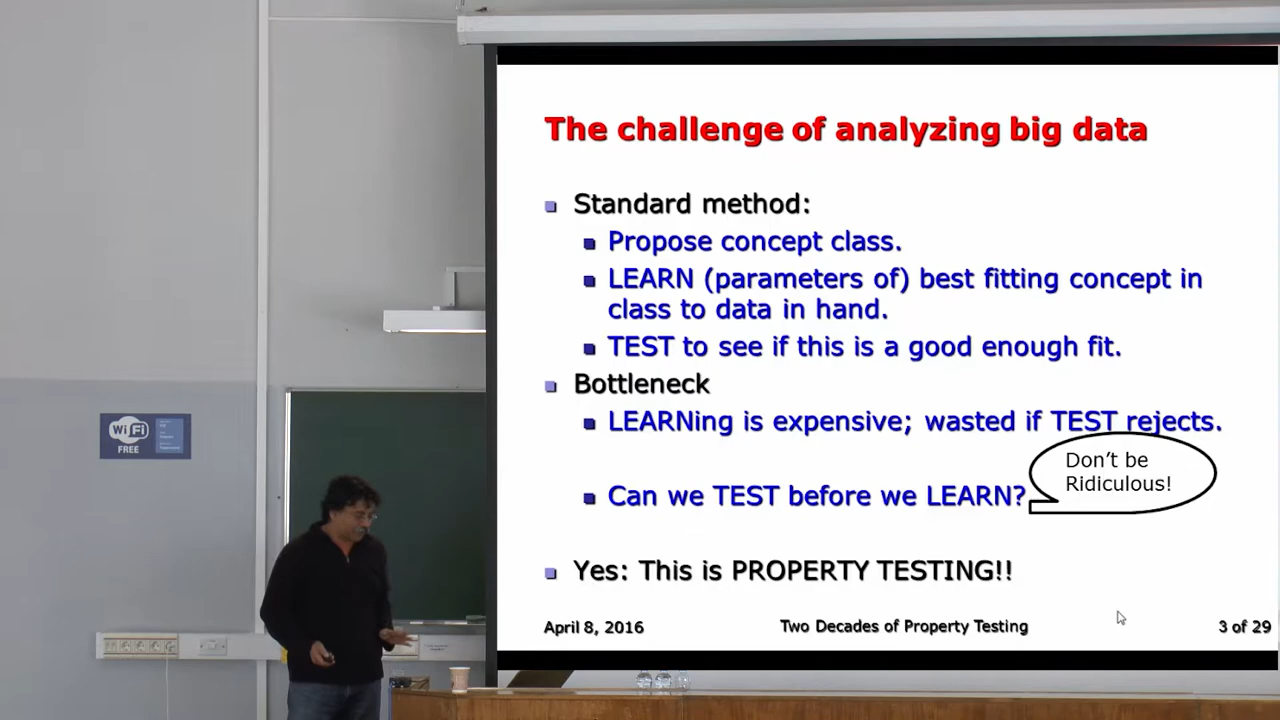 The challenge of analyzing big data
Standard method:
Propose concept class.
LEARN (parameters of) best fitting concept in
class to data in hand.
TEST to see if this is a good enough fit.
Bottleneck
LEARNing is expensive; wasted if TEST rejects.
Don't be
Ridiculous!
Can we TEST before we LEARN?
Yes: This is PROPERTY TESTING!!
April 8, 2016
Two Decades of Property Testing
3 of 29
WiFi
FREE